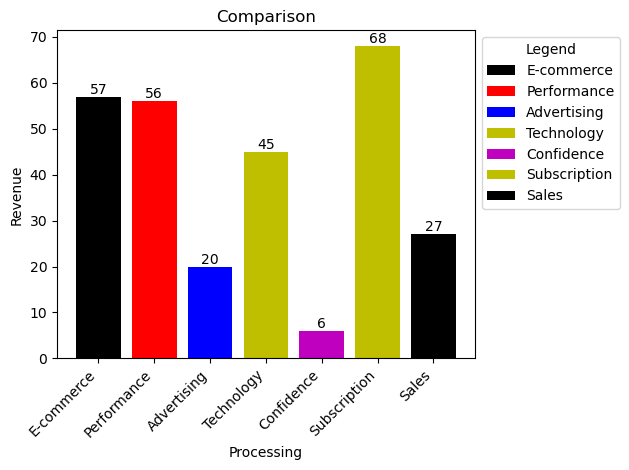 Comparison
Revenue
70
60
50
40
30
20
10
0
57
56
20
45
6
68
27
E-commerce
Performance
Advertising
Technology
Confidence
Subscription
Sales
Processing
Legend
E-commerce
Performance
Advertising
Technology
Confidence
Subscription
Sales